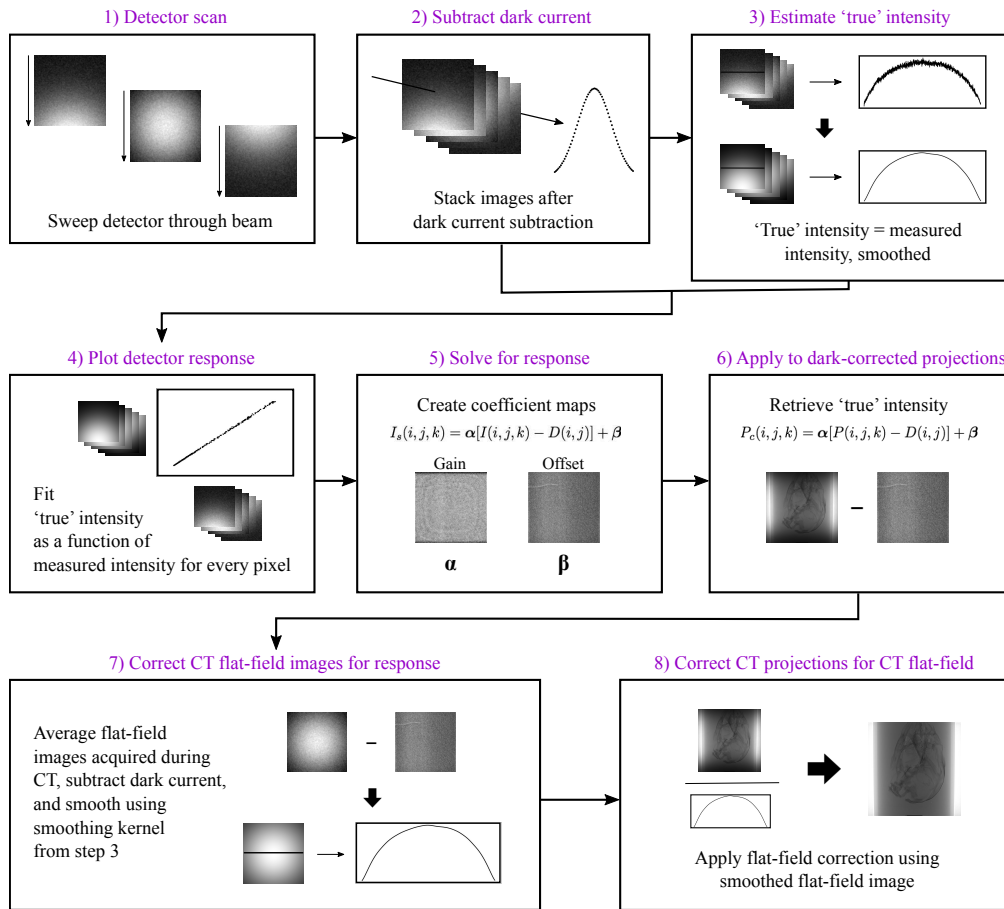 1) Detector scan
Sweep detector through beam
2) Subtract dark current
Stack images after
dark current subtraction
3) Estimate ‘true’ intensity
‘True’ intensity = measured
intensity, smoothed
4) Plot detector response
Fit
‘true’ intensity
as a function of
measured intensity for every pixel
5) Solve for response
Create coefficient maps
I_s(i, j, k) = α[I(i, j, k) − D(i, j)] + β
Gain
Offset
α
β
6) Apply to dark-corrected projections
Retrieve ‘true’ intensity
P_c(i, j, k) = α[P(i, j, k) − D(i, j)] + β
−
7) Correct CT flat-field images for response
Average flat-field
images acquired during
CT, subtract dark current,
and smooth using
smoothing kernel
from step 3
−
8) Correct CT projections for CT flat-field
Apply flat-field correction using
smoothed flat-field image